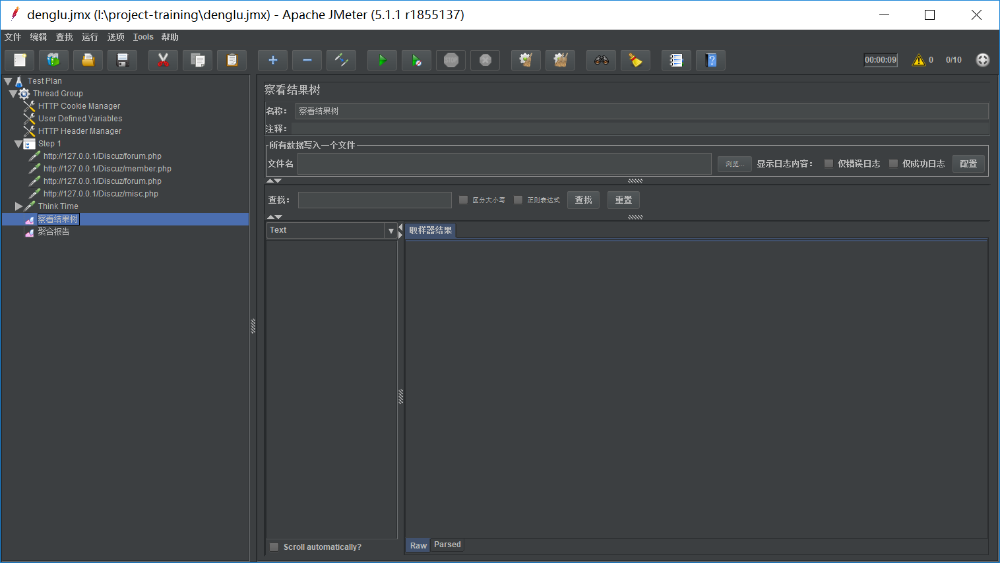 denglu.jmx (I:\project-training\denglu.jmx) - Apache JMeter (5.1.1 r1855137)
文件 编辑 查找 运行 选项 Tools 帮助
STOP
00:00:09 0 0/10
Test Plan
Thread Group
HTTP Cookie Manager
User Defined Variables
HTTP Header Manager
Step 1
http://127.0.0.1/Discuz/forum.php
http://127.0.0.1/Discuz/member.php
http://127.0.0.1/Discuz/forum.php
http://127.0.0.1/Discuz/misc.php
Think Time
察看结果树
聚合报告
察看结果树
名称： 察看结果树
注释：
所有数据写入一个文件
文件名 浏览... 显示日志内容： 仅错误日志 仅成功日志 配置
查找： 区分大小写 正则表达式 查找 重置
Text 取样器结果
Scroll automatically?
Raw Parsed